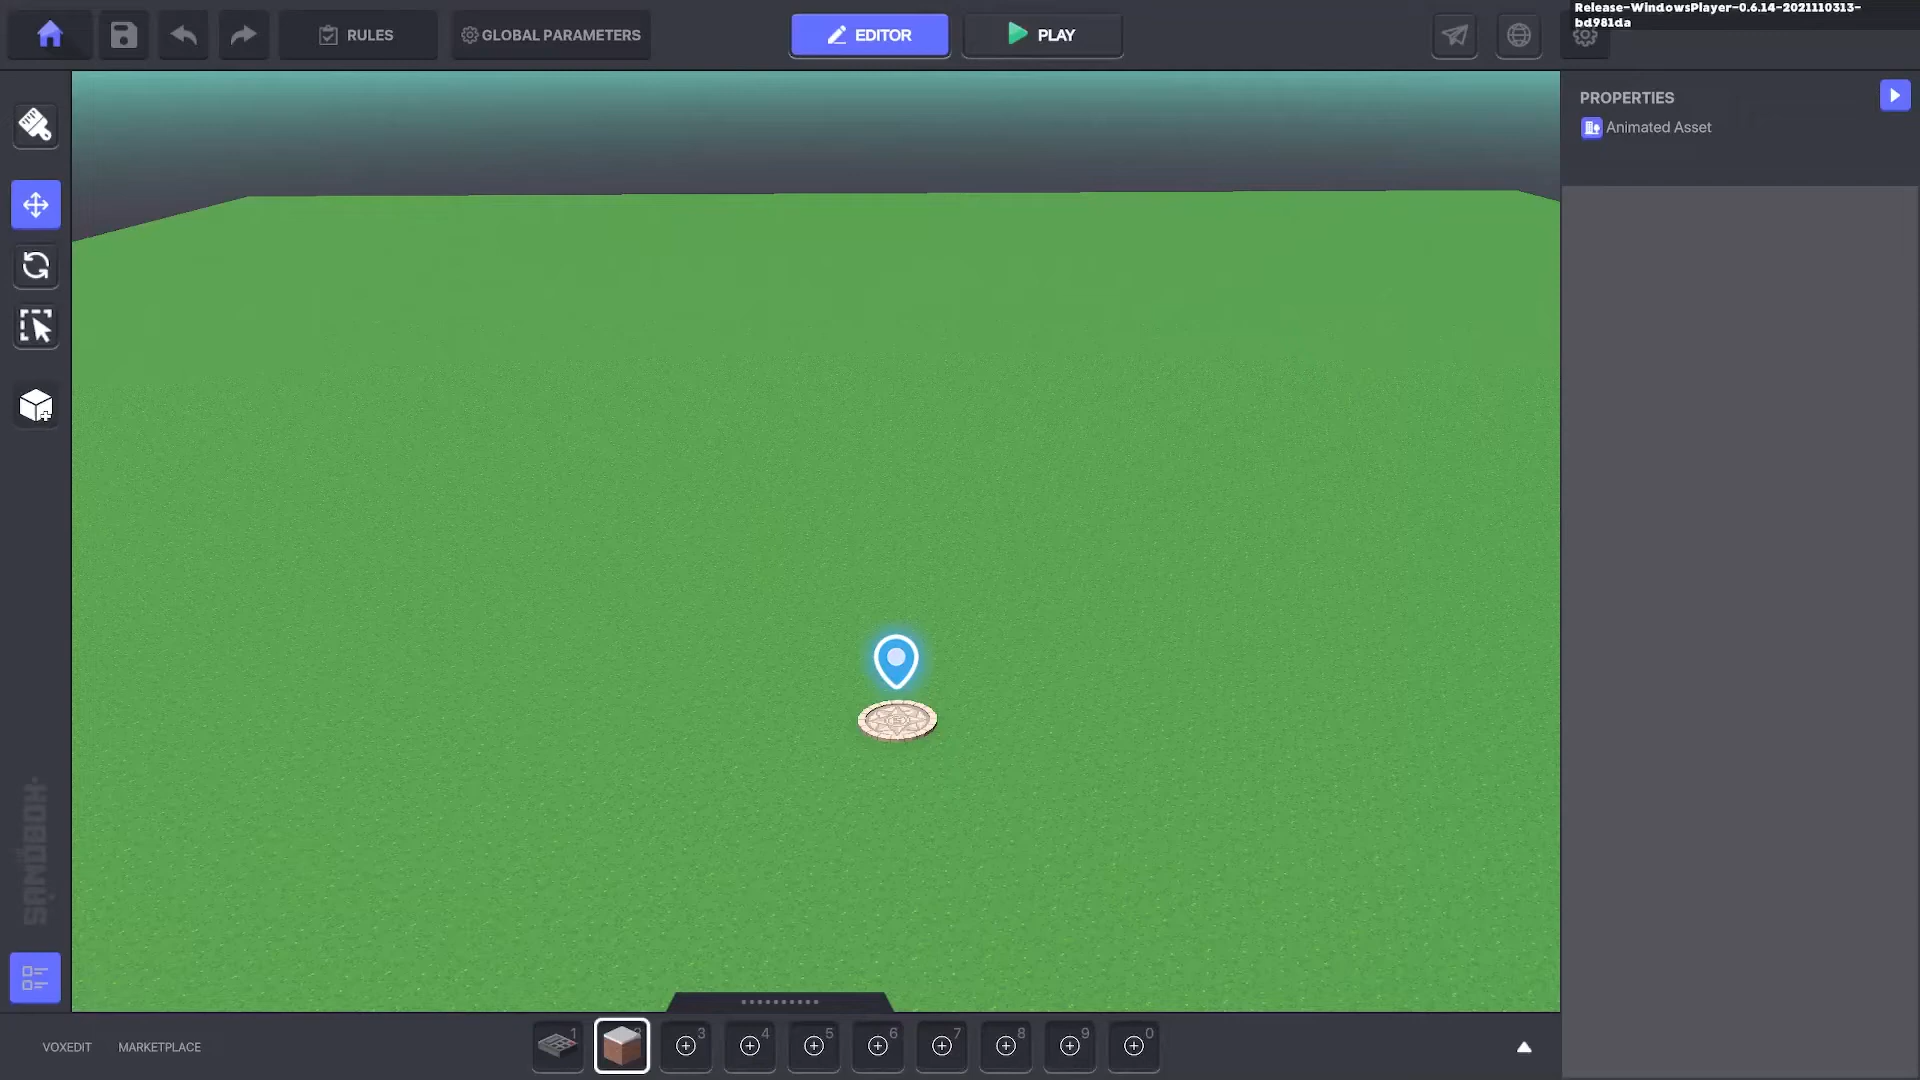 RULES
GLOBAL PARAMETERS
EDITOR
PLAY
Release-WindowsPlayer-0.6.14-2021110313-
bd981da
PROPERTIES
Animated Asset
SANDBOX
VOXEDIT
MARKETPLACE
1
2
3
4
5
6
7
8
9
0